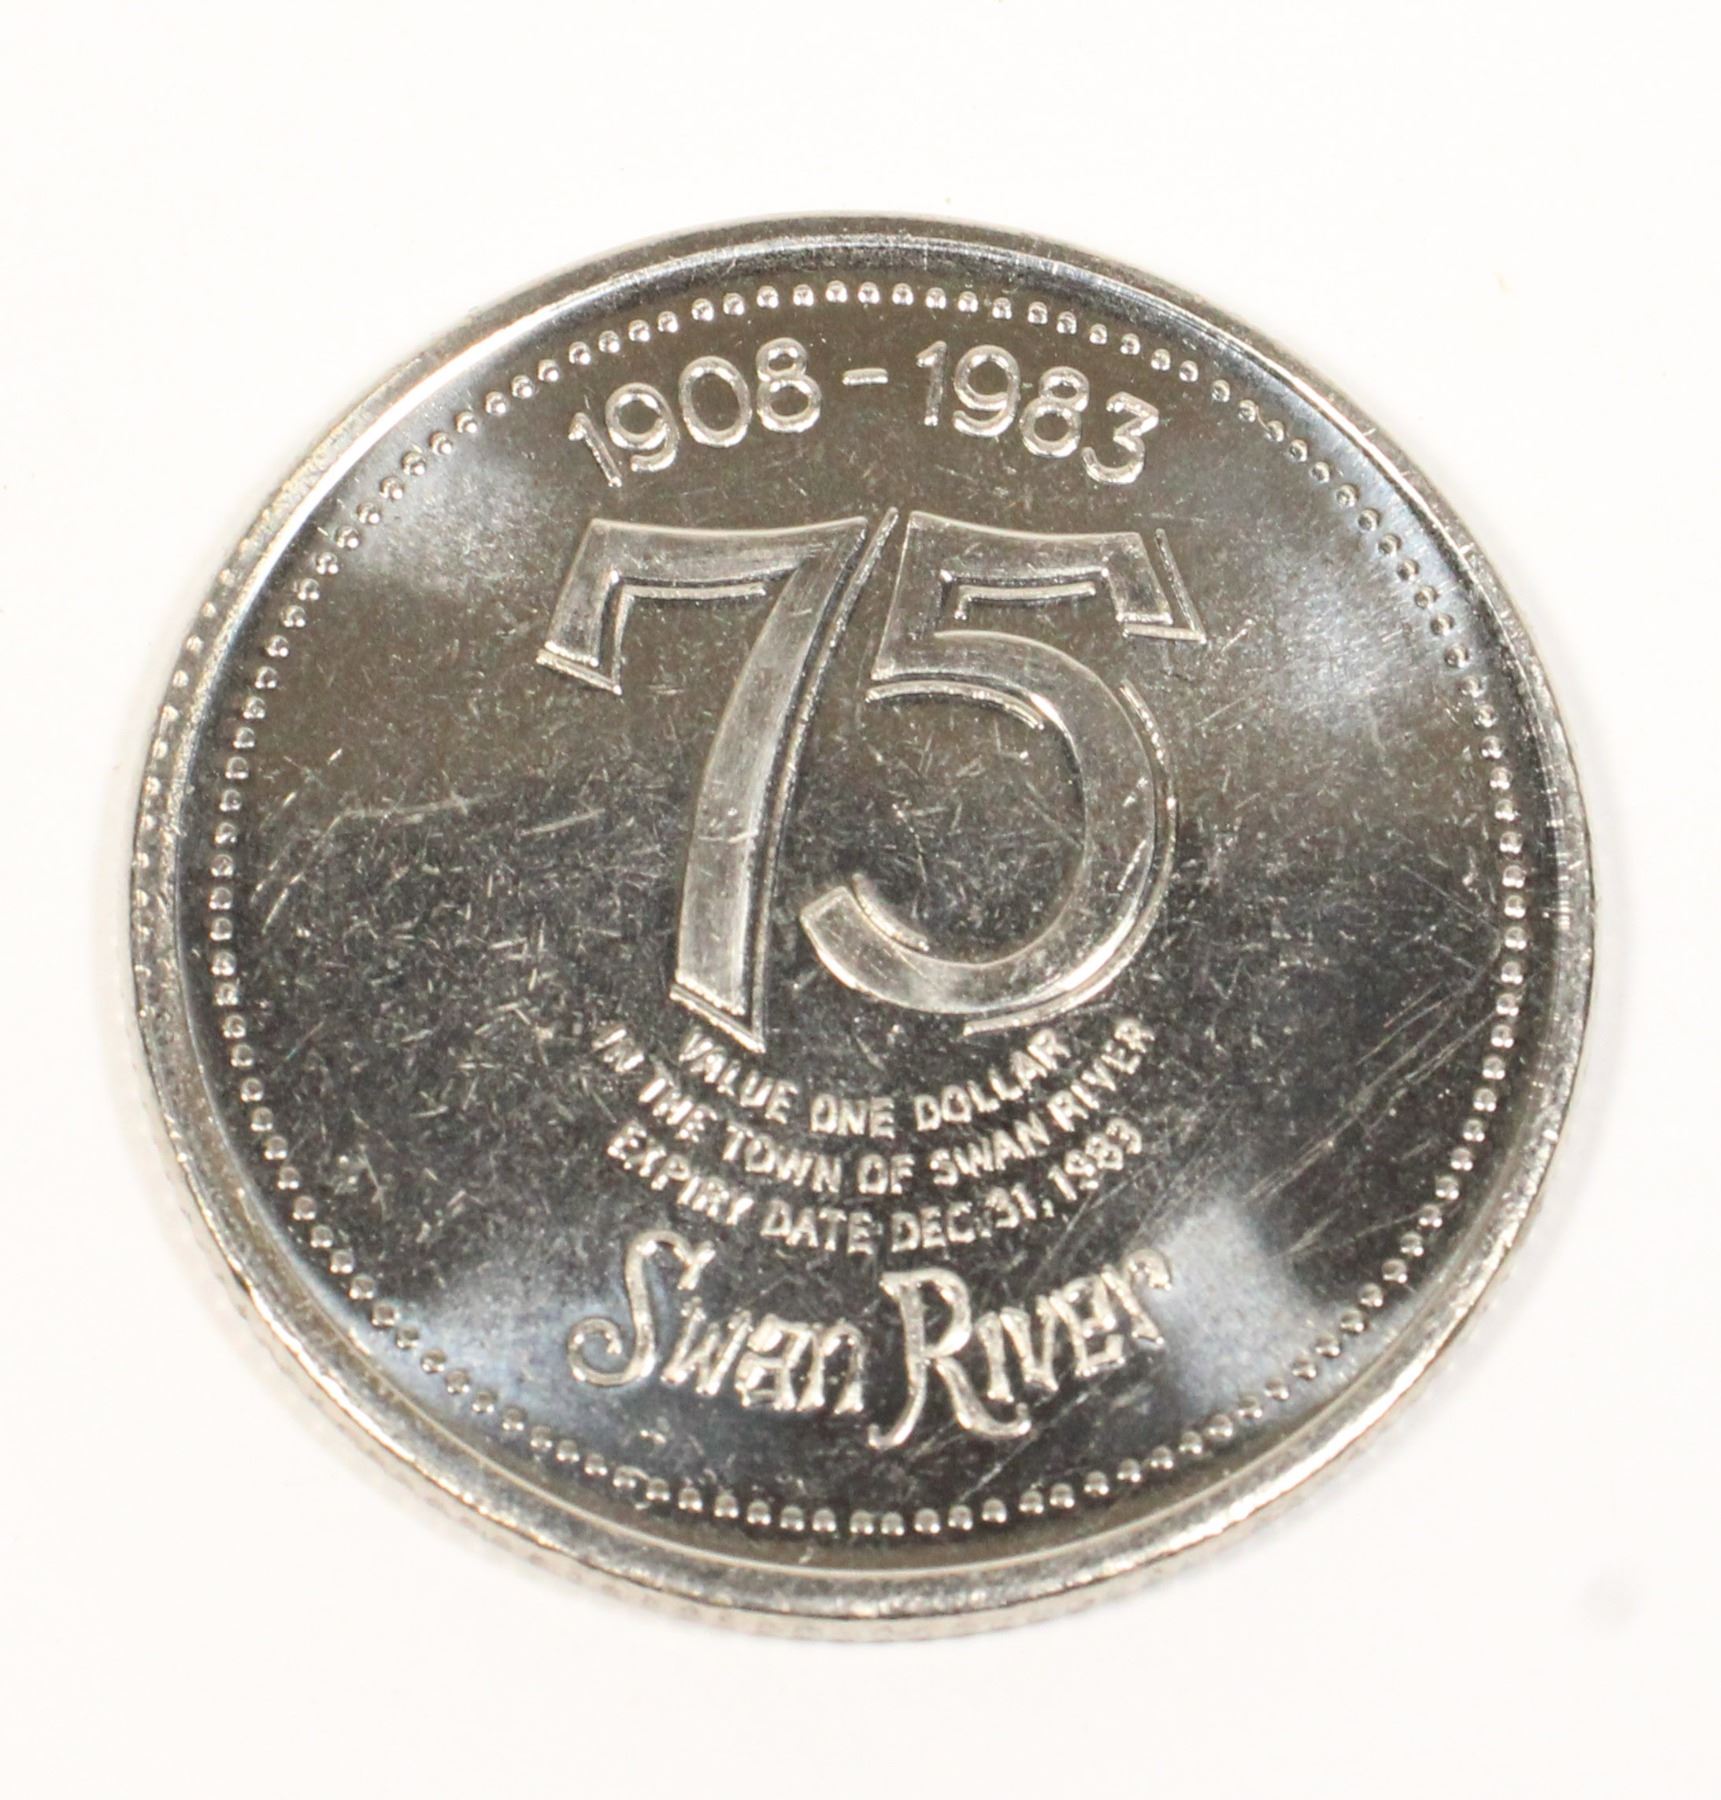 1908 - 1983
75
VALUE ONE DOLLAR
IN THE TOWN OF SWAN RIVER
EXPIRY DATE DEC. 31, 1983
Swan River